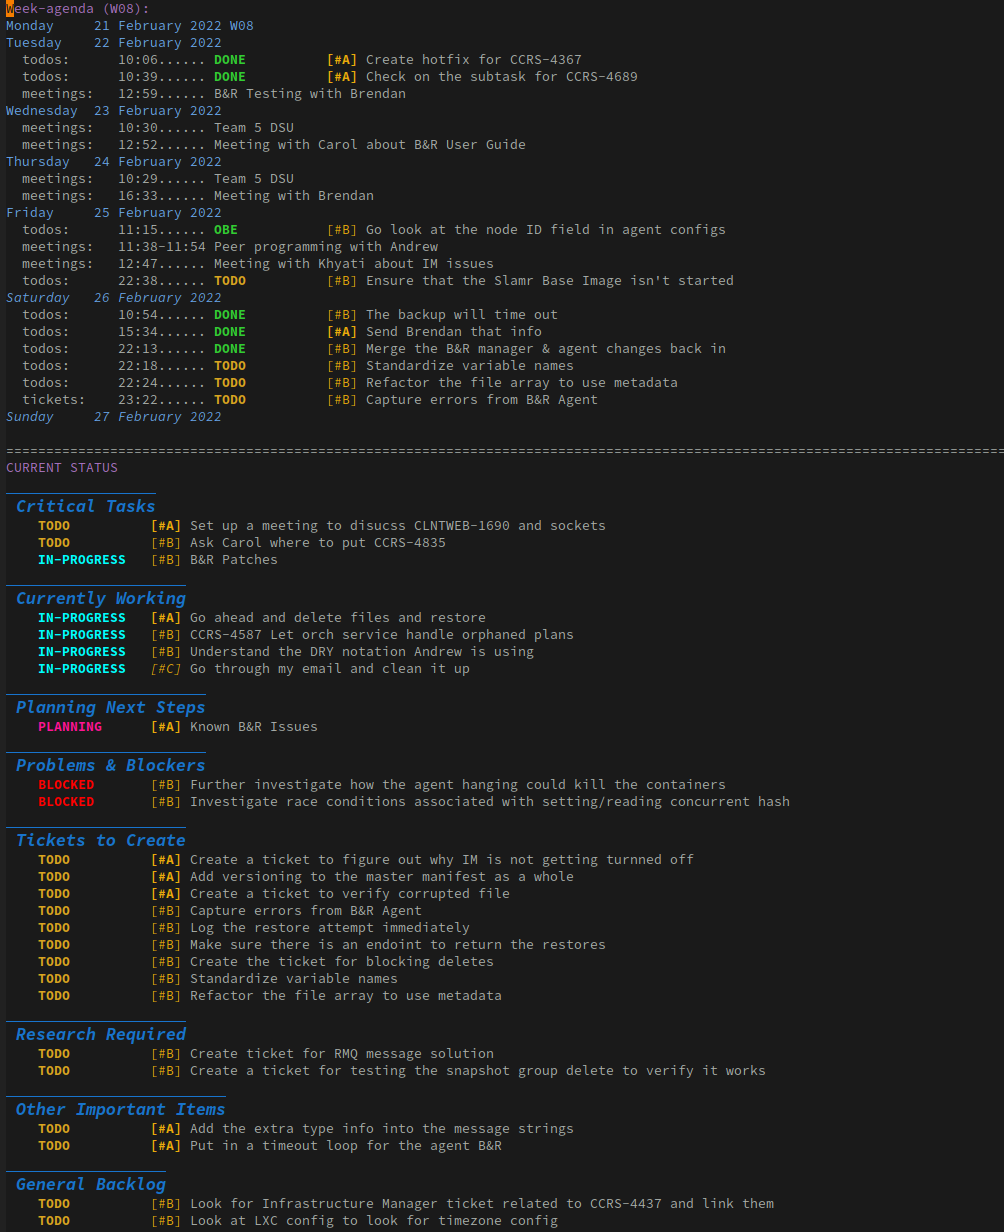 Week-agenda (W08):
Monday     21 February 2022 W08
Tuesday    22 February 2022
  todos:      10:06...... DONE          [#A] Create hotfix for CCRS-4367
  todos:      10:39...... DONE          [#A] Check on the subtask for CCRS-4689
  meetings:   12:59...... B&R Testing with Brendan
Wednesday  23 February 2022
  meetings:   10:30...... Team 5 DSU
  meetings:   12:52...... Meeting with Carol about B&R User Guide
Thursday   24 February 2022
  meetings:   10:29...... Team 5 DSU
  meetings:   16:33...... Meeting with Brendan
Friday     25 February 2022
  todos:      11:15...... OBE           [#B] Go look at the node ID field in agent configs
  meetings:   11:38-11:54 Peer programming with Andrew
  meetings:   12:47...... Meeting with Khyati about IM issues
  todos:      22:38...... TODO          [#B] Ensure that the Slamr Base Image isn't started
Saturday   26 February 2022
  todos:      10:54...... DONE          [#B] The backup will time out
  todos:      15:34...... DONE          [#A] Send Brendan that info
  todos:      22:13...... DONE          [#B] Merge the B&R manager & agent changes back in
  todos:      22:18...... TODO          [#B] Standardize variable names
  todos:      22:24...... TODO          [#B] Refactor the file array to use metadata
  tickets:    23:22...... TODO          [#B] Capture errors from B&R Agent
Sunday     27 February 2022
=============================================================================================================================
CURRENT STATUS
Critical Tasks
TODO          [#A] Set up a meeting to disucss CLNTWEB-1690 and sockets
TODO          [#B] Ask Carol where to put CCRS-4835
IN-PROGRESS   [#B] B&R Patches
Currently Working
IN-PROGRESS   [#A] Go ahead and delete files and restore
IN-PROGRESS   [#B] CCRS-4587 Let orch service handle orphaned plans
IN-PROGRESS   [#B] Understand the DRY notation Andrew is using
IN-PROGRESS   [#C] Go through my email and clean it up
Planning Next Steps
PLANNING      [#A] Known B&R Issues
Problems & Blockers
BLOCKED       [#B] Further investigate how the agent hanging could kill the containers
BLOCKED       [#B] Investigate race conditions associated with setting/reading concurrent hash
Tickets to Create
TODO          [#A] Create a ticket to figure out why IM is not getting turnned off
TODO          [#A] Add versioning to the master manifest as a whole
TODO          [#A] Create a ticket to verify corrupted file
TODO          [#B] Capture errors from B&R Agent
TODO          [#B] Log the restore attempt immediately
TODO          [#B] Make sure there is an endoint to return the restores
TODO          [#B] Create the ticket for blocking deletes
TODO          [#B] Standardize variable names
TODO          [#B] Refactor the file array to use metadata
Research Required
TODO          [#B] Create ticket for RMQ message solution
TODO          [#B] Create a ticket for testing the snapshot group delete to verify it works
Other Important Items
TODO          [#A] Add the extra type info into the message strings
TODO          [#A] Put in a timeout loop for the agent B&R
General Backlog
TODO          [#B] Look for Infrastructure Manager ticket related to CCRS-4437 and link them
TODO          [#B] Look at LXC config to look for timezone config